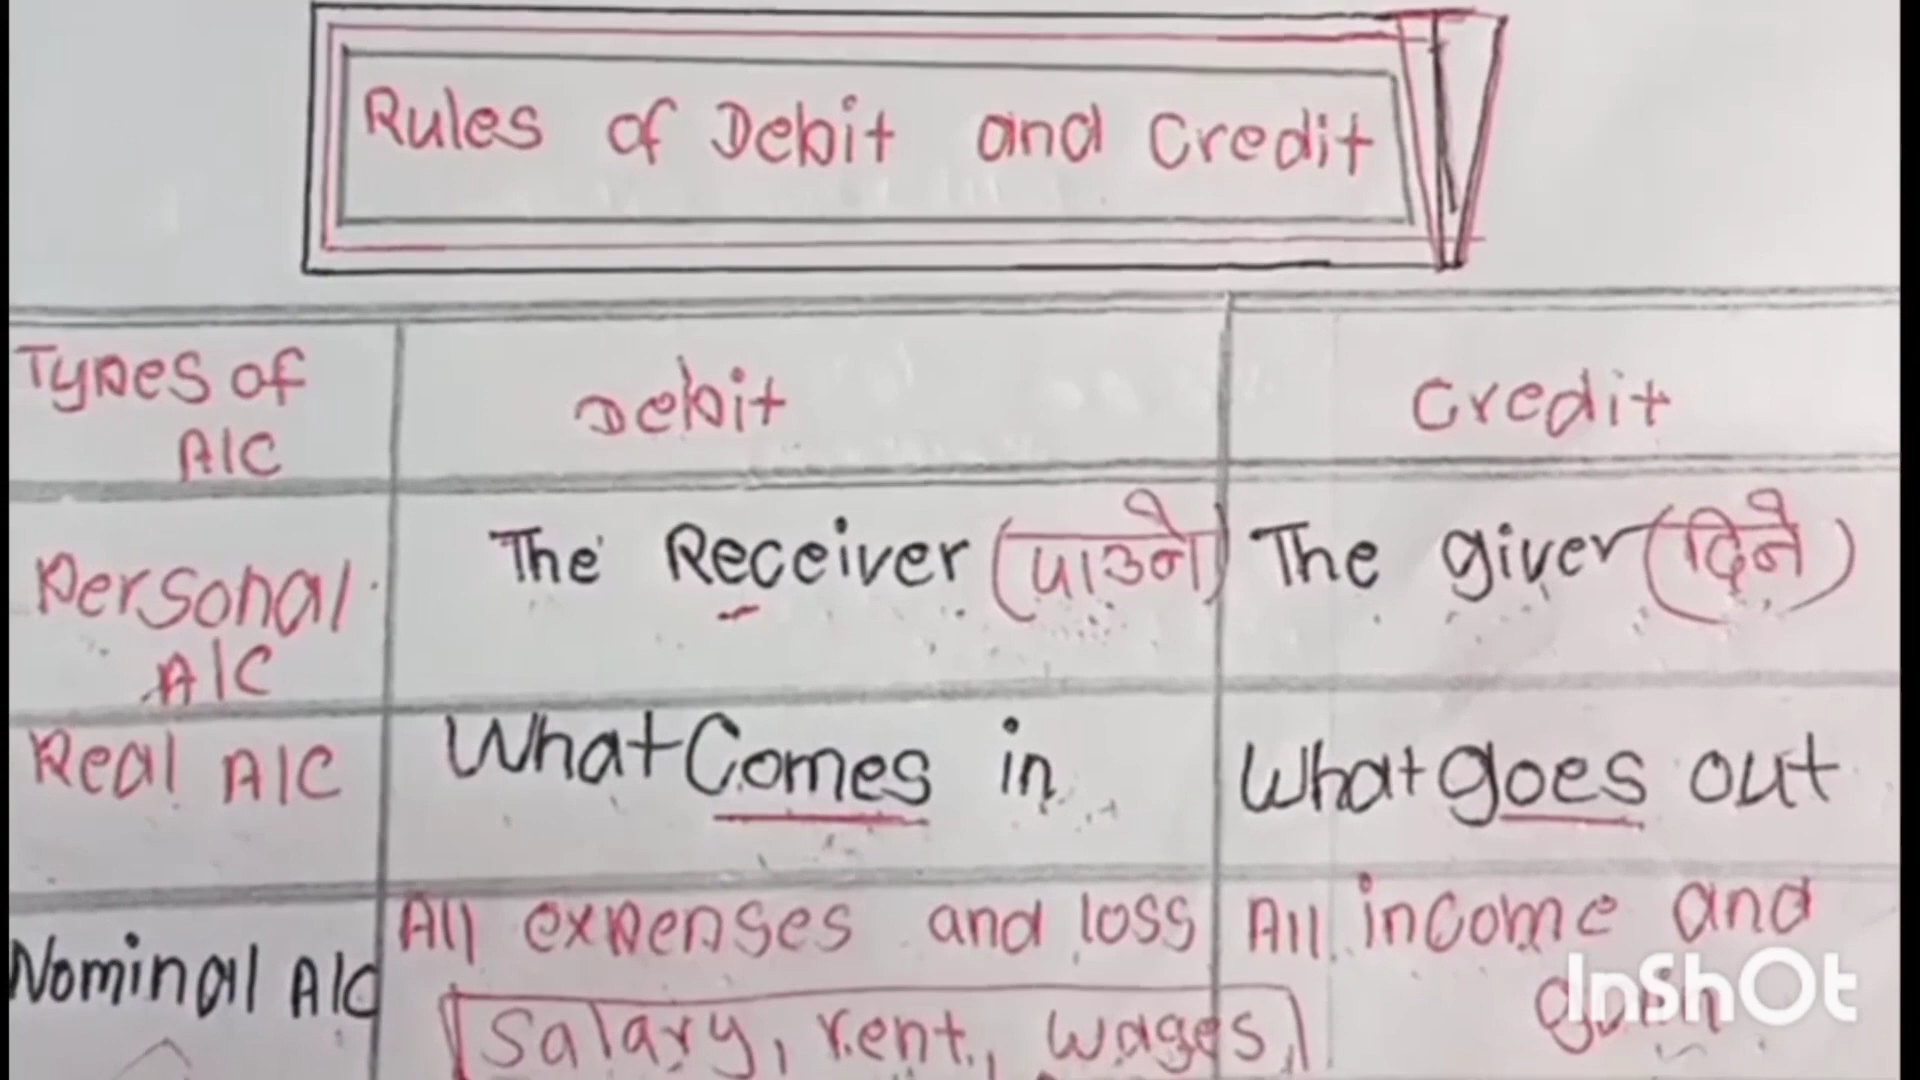 Rules of Debit and Credit
Types of A/C
Debit
Credit
Personal A/C
The Receiver (पाउने)
The giver (दिने)
Real A/C
What Comes in
What goes out
Nominal A/C
All expenses and loss
Salary, rent, wages,
All income and gain
InShOt